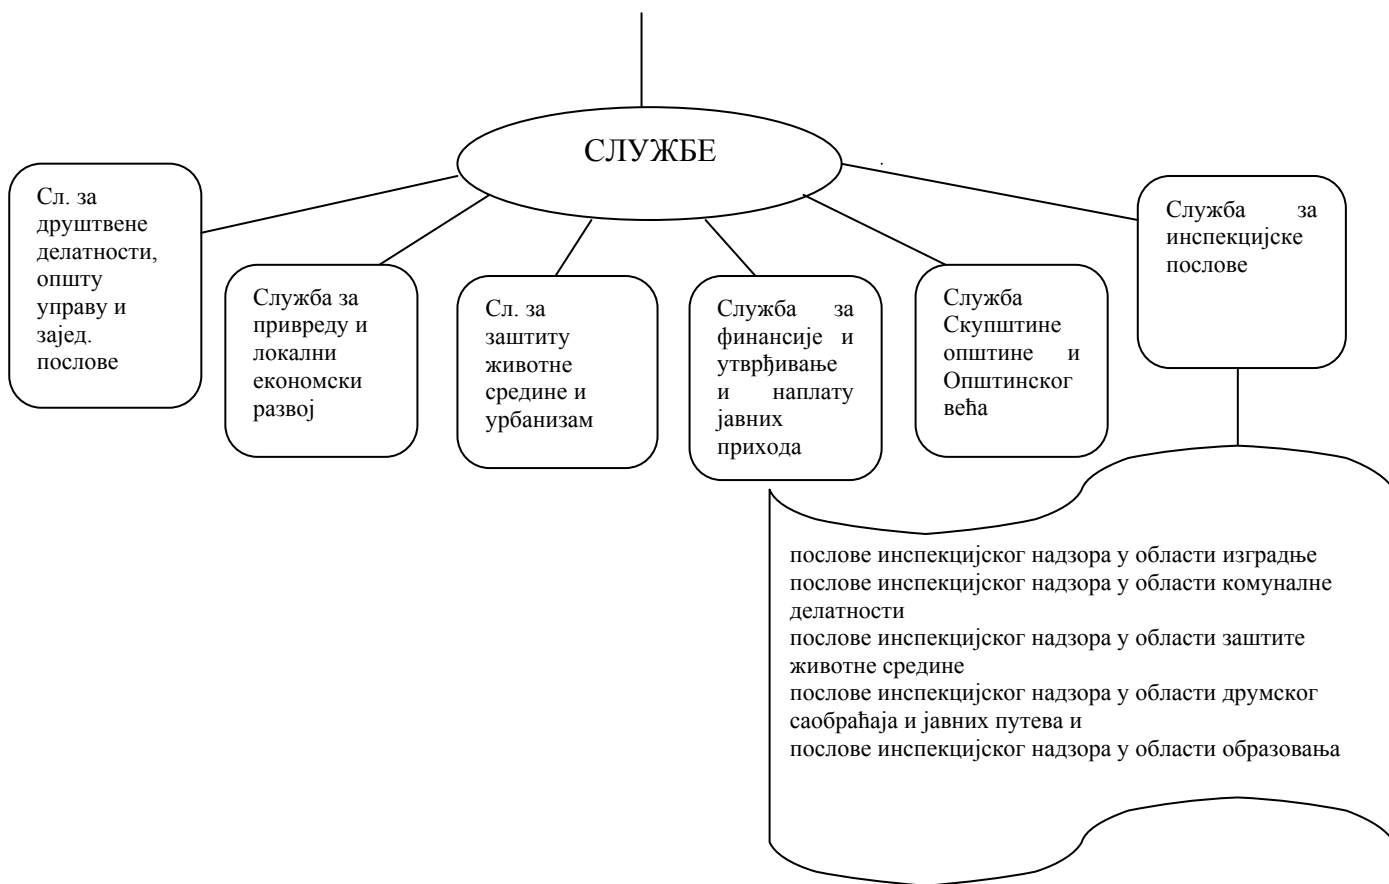 СЛУЖБЕ
Сл. за
друштвене
делатности,
општу
управу и
зајед.
послове
Служба за
привреду и
локални
економски
развој
Сл. за
заштиту
животне
средине и
урбанизам
Служба за
финансије и
утврђивање
и наплату
јавних
прихода
Служба
Скупштине
општине и
Општинског
већа
Служба за
инспекцијске
послове
послове инспекцијског надзора у области изградње
послове инспекцијског надзора у области комуналне
делатности
послове инспекцијског надзора у области заштите
животне средине
послове инспекцијског надзора у области друмског
саобраћаја и јавних путева и
послове инспекцијског надзора у области образовања